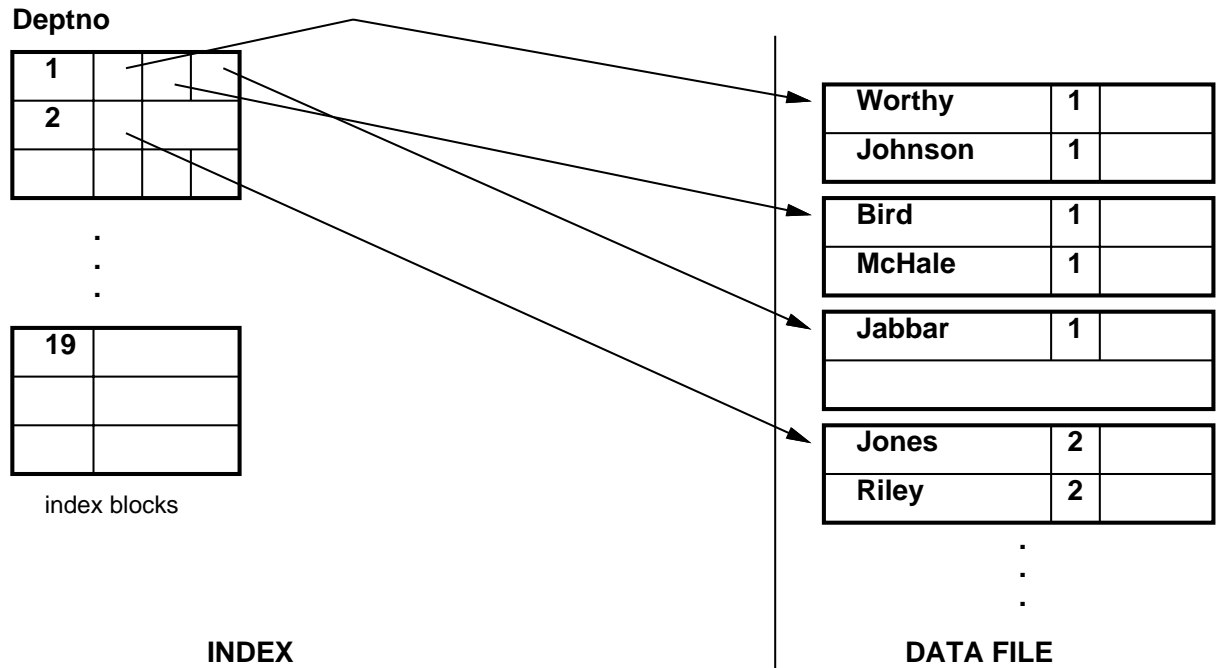 Deptno
1
2
.
.
.
19
index blocks
INDEX
Worthy 1
Johnson 1
Bird 1
McHale 1
Jabbar 1
Jones 2
Riley 2
.
.
.
DATA FILE